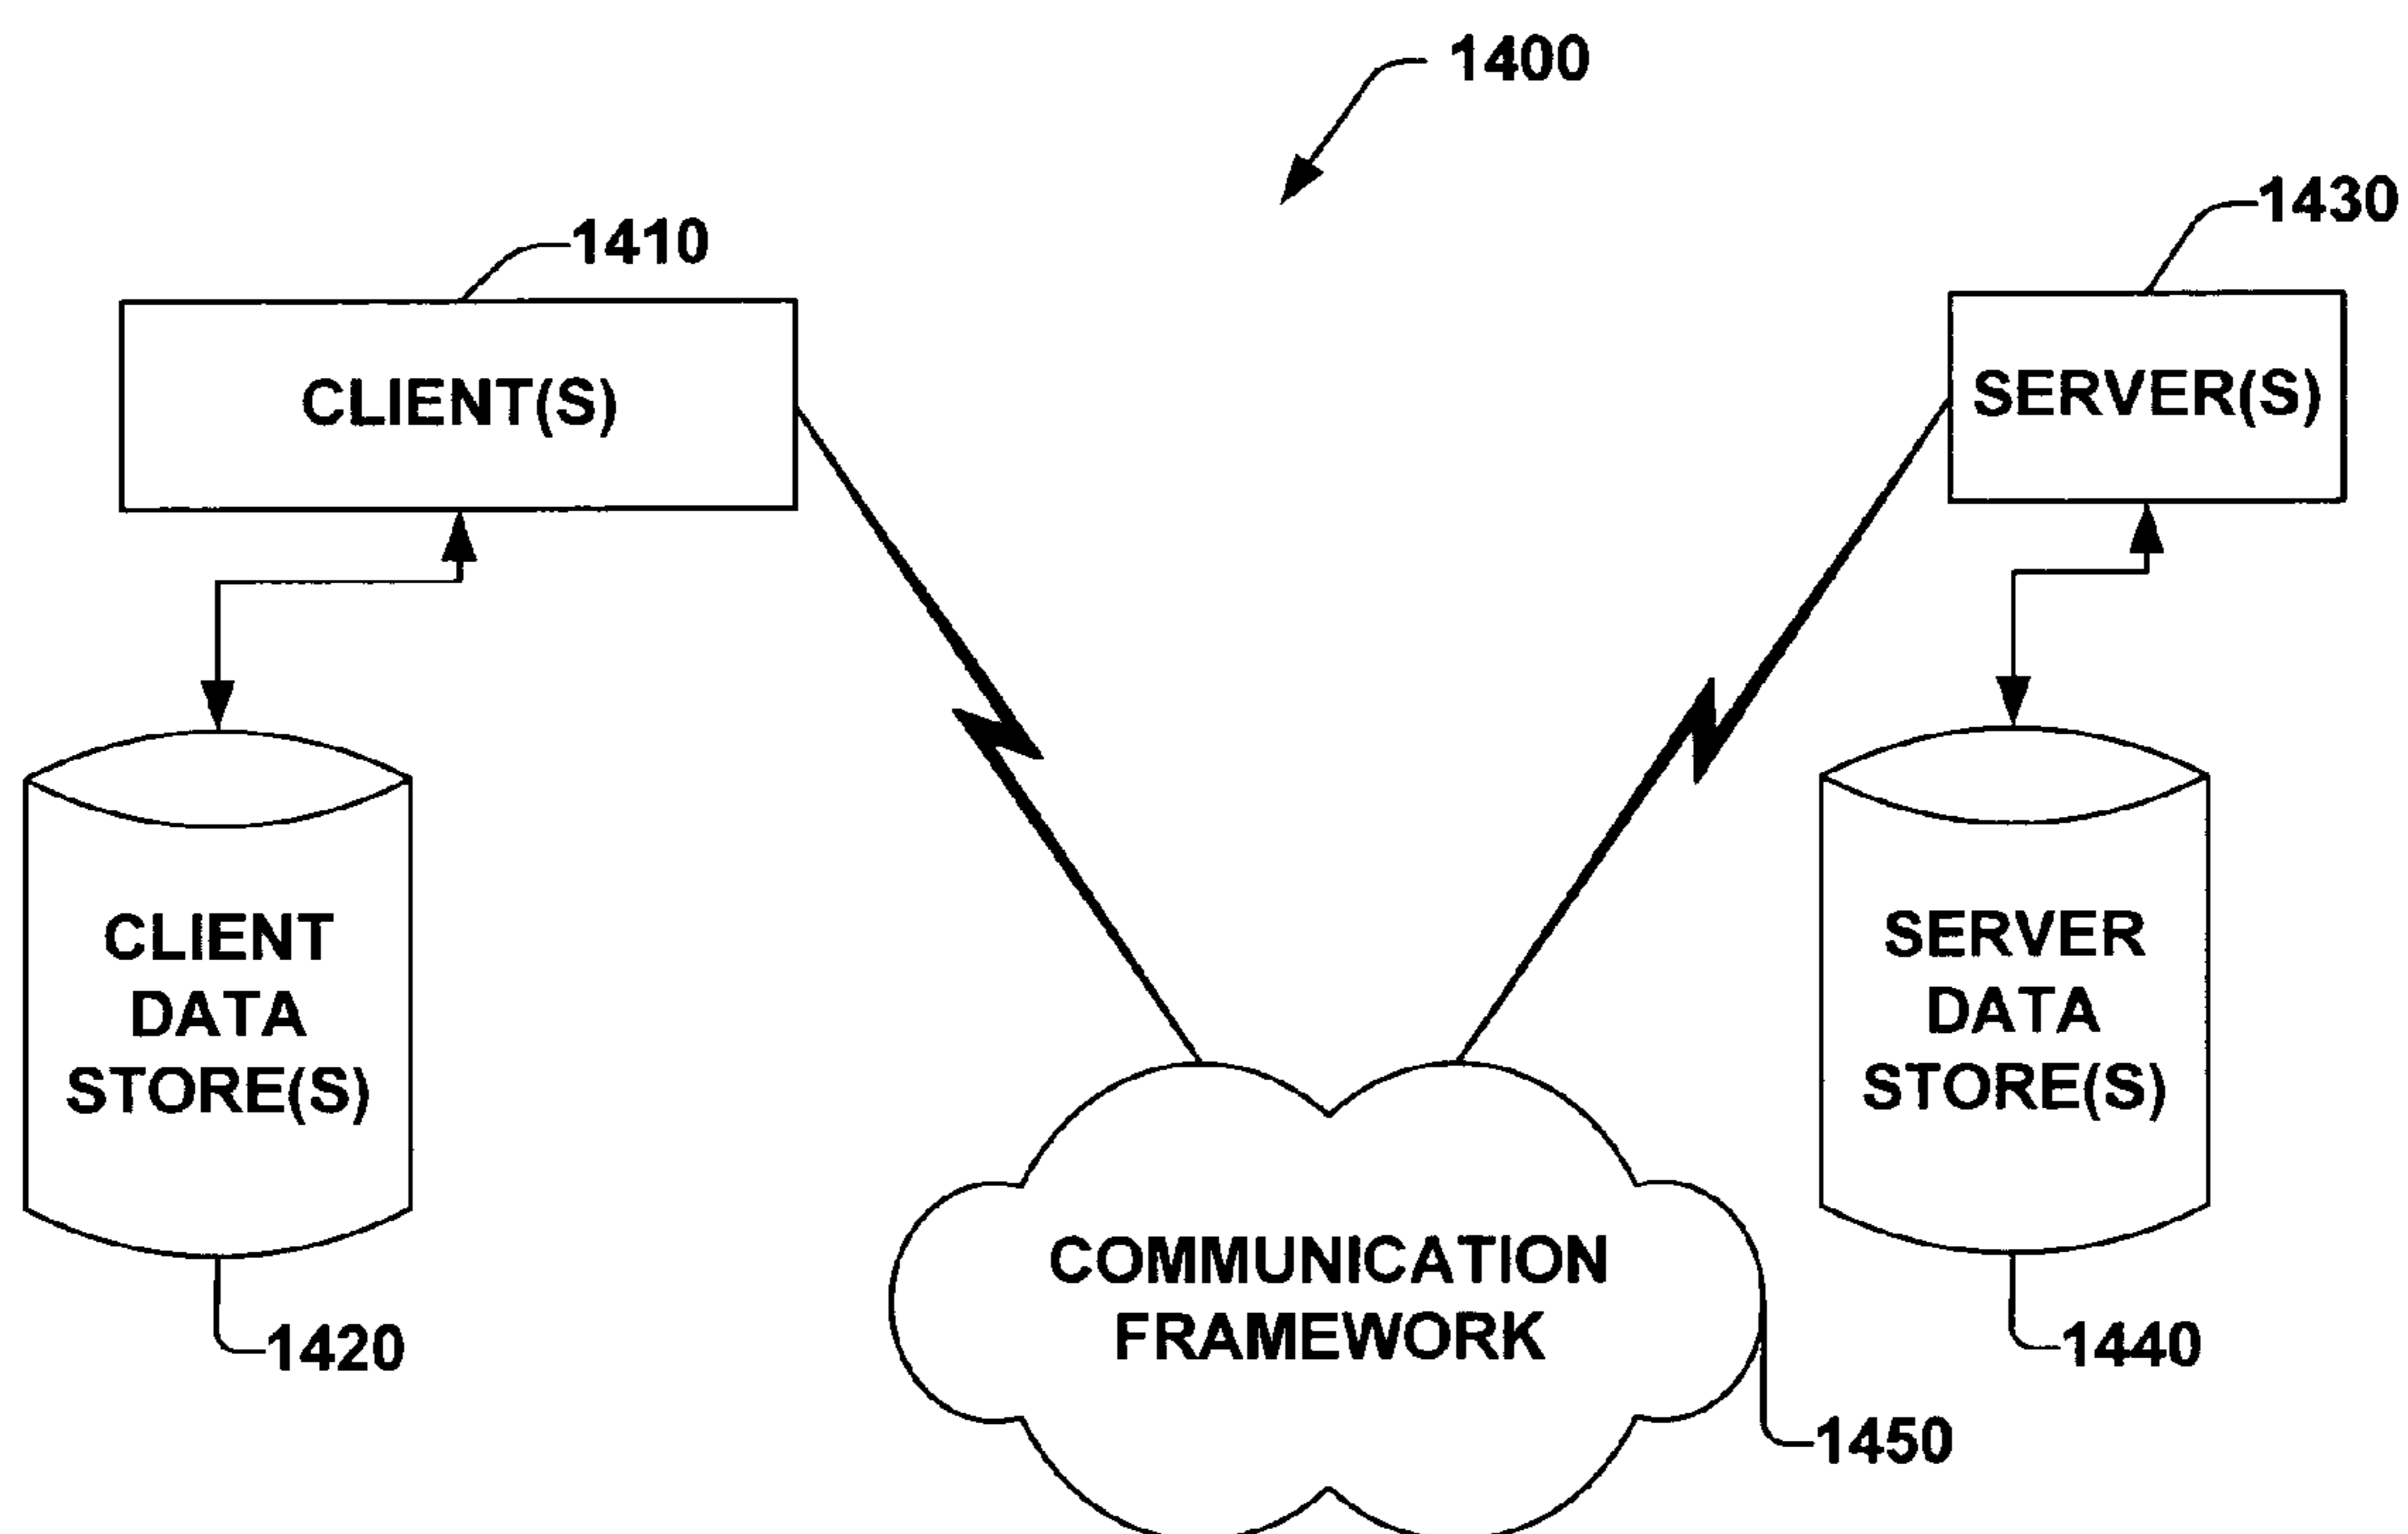 1400
1410
1430
CLIENT(S)
SERVER(S)
CLIENT
DATA
STORE(S)
SERVER
DATA
STORE(S)
COMMUNICATION
FRAMEWORK
1420
1440
1450